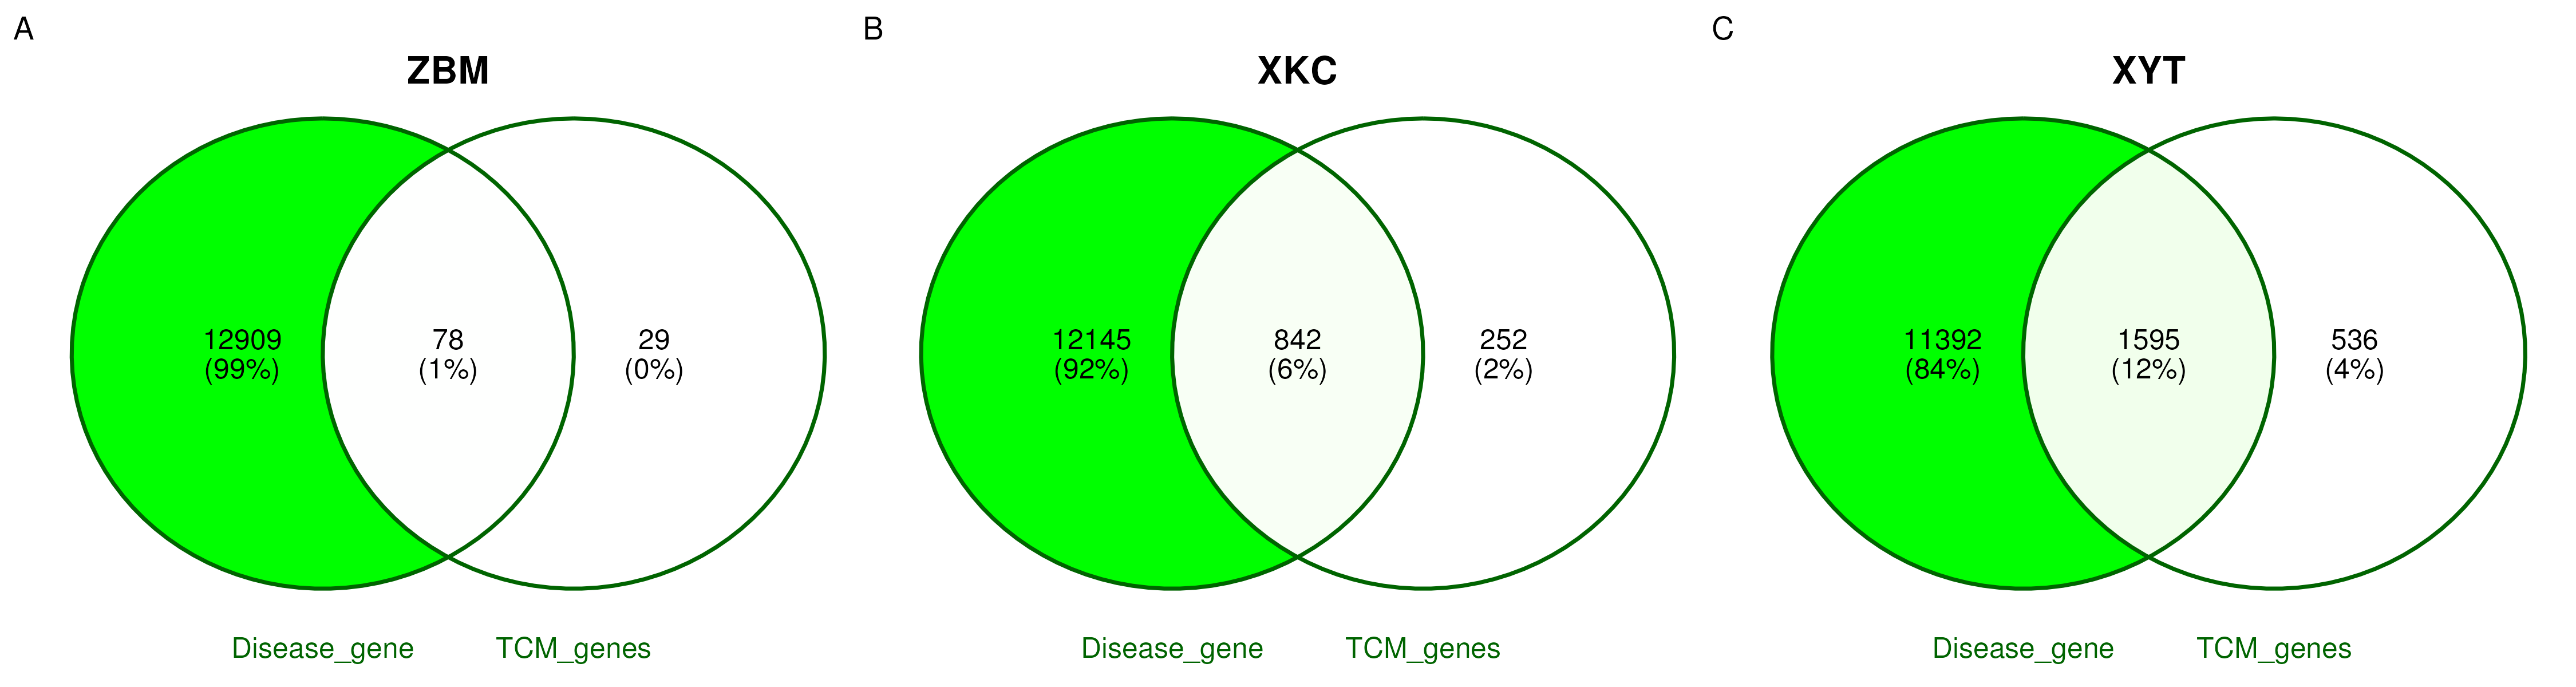 A
ZBM
12909
(99%)
78
(1%)
29
(0%)
Disease_gene
TCM_genes
B
XKC
12145
(92%)
842
(6%)
252
(2%)
Disease_gene
TCM_genes
C
XYT
11392
(84%)
1595
(12%)
536
(4%)
Disease_gene
TCM_genes